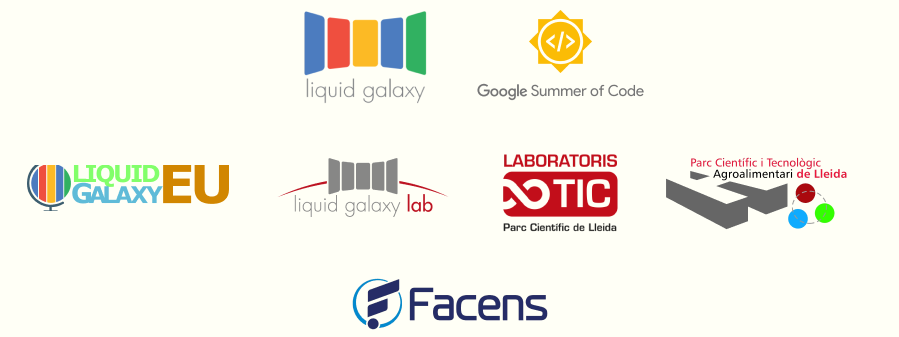 liquid galaxy
Google Summer of Code
LIQUID
GALAXY EU
liquid galaxy lab
LABORATORIS
TIC
Parc Científic de Lleida
Parc Científic i Tecnològic
Agroalimentari de Lleida
Facens